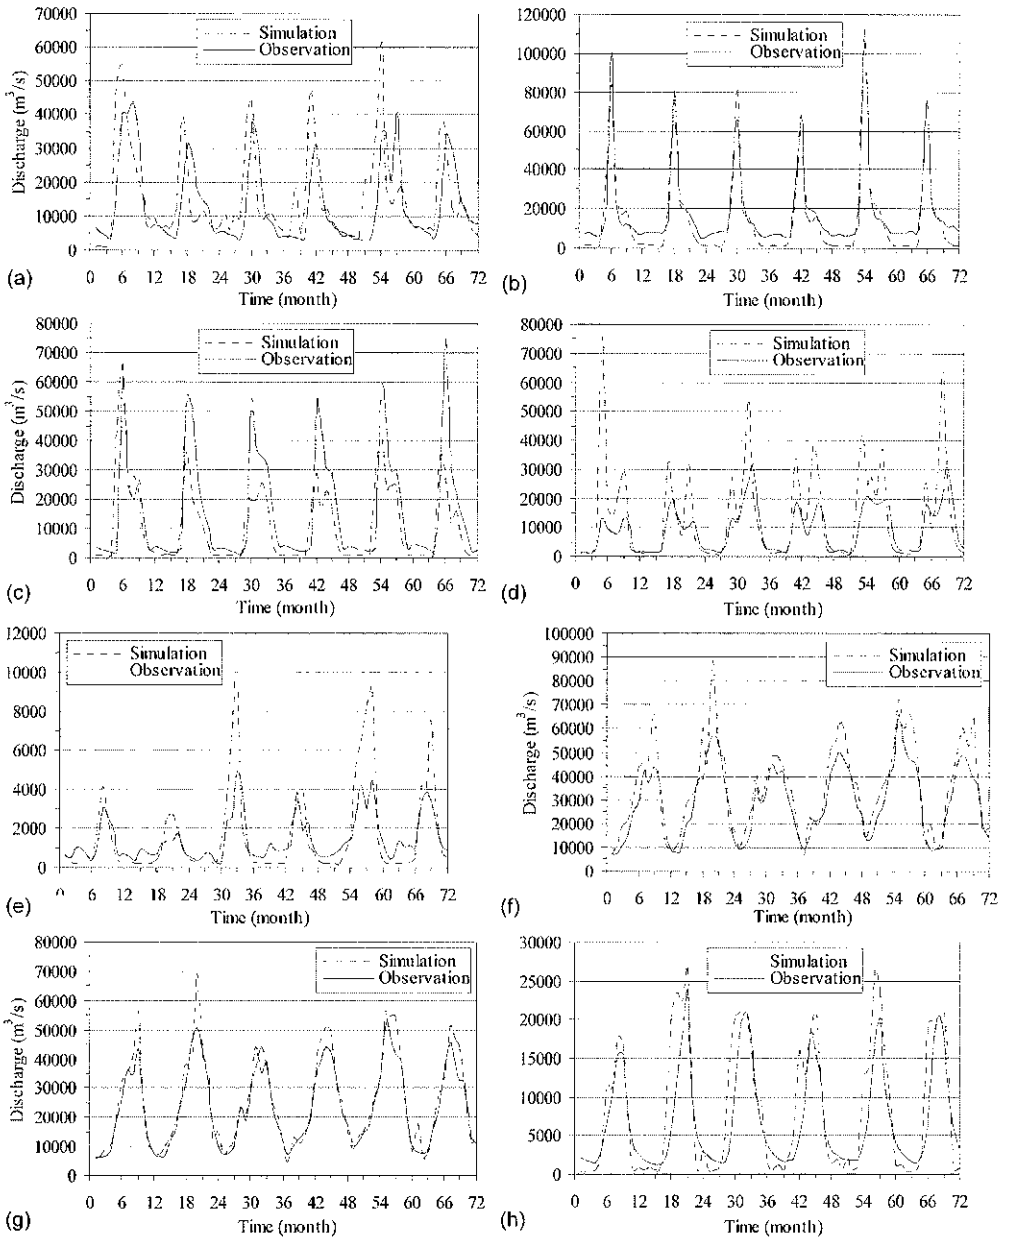 70000
60000
50000
40000
30000
20000
10000
0
Discharge (m³/s)
Simulation
Observation
0 6 12 18 24 30 36 42 48 54 60 66 72
Time (month)
(a)
120000
100000
80000
60000
40000
20000
0
Simulation
Observation
0 6 12 18 24 30 36 42 48 54 60 66 72
Time (month)
(b)
80000
70000
60000
50000
40000
30000
20000
10000
0
Discharge (m³/s)
Simulation
Observation
0 6 12 18 24 30 36 42 48 54 60 66 72
Time (month)
(c)
80000
70000
60000
50000
40000
30000
20000
10000
0
Simulation
Observation
0 6 12 18 24 30 36 42 48 54 60 66 72
Time (month)
(d)
12000
10000
8000
6000
4000
2000
0
Simulation
Observation
0 6 12 18 24 30 36 42 48 54 60 66 72
Time (month)
(e)
100000
90000
80000
70000
60000
50000
40000
30000
20000
10000
0
Discharge (m³/s)
Simulation
Observation
0 6 12 18 24 30 36 42 48 54 60 66 72
Time (month)
(f)
80000
70000
60000
50000
40000
30000
20000
10000
0
Discharge (m³/s)
Simulation
Observation
0 6 12 18 24 30 36 42 48 54 60 66 72
Time (month)
(g)
30000
25000
20000
15000
10000
5000
0
Simulation
Observation
0 6 12 18 24 30 36 42 48 54 60 66 72
Time (month)
(h)